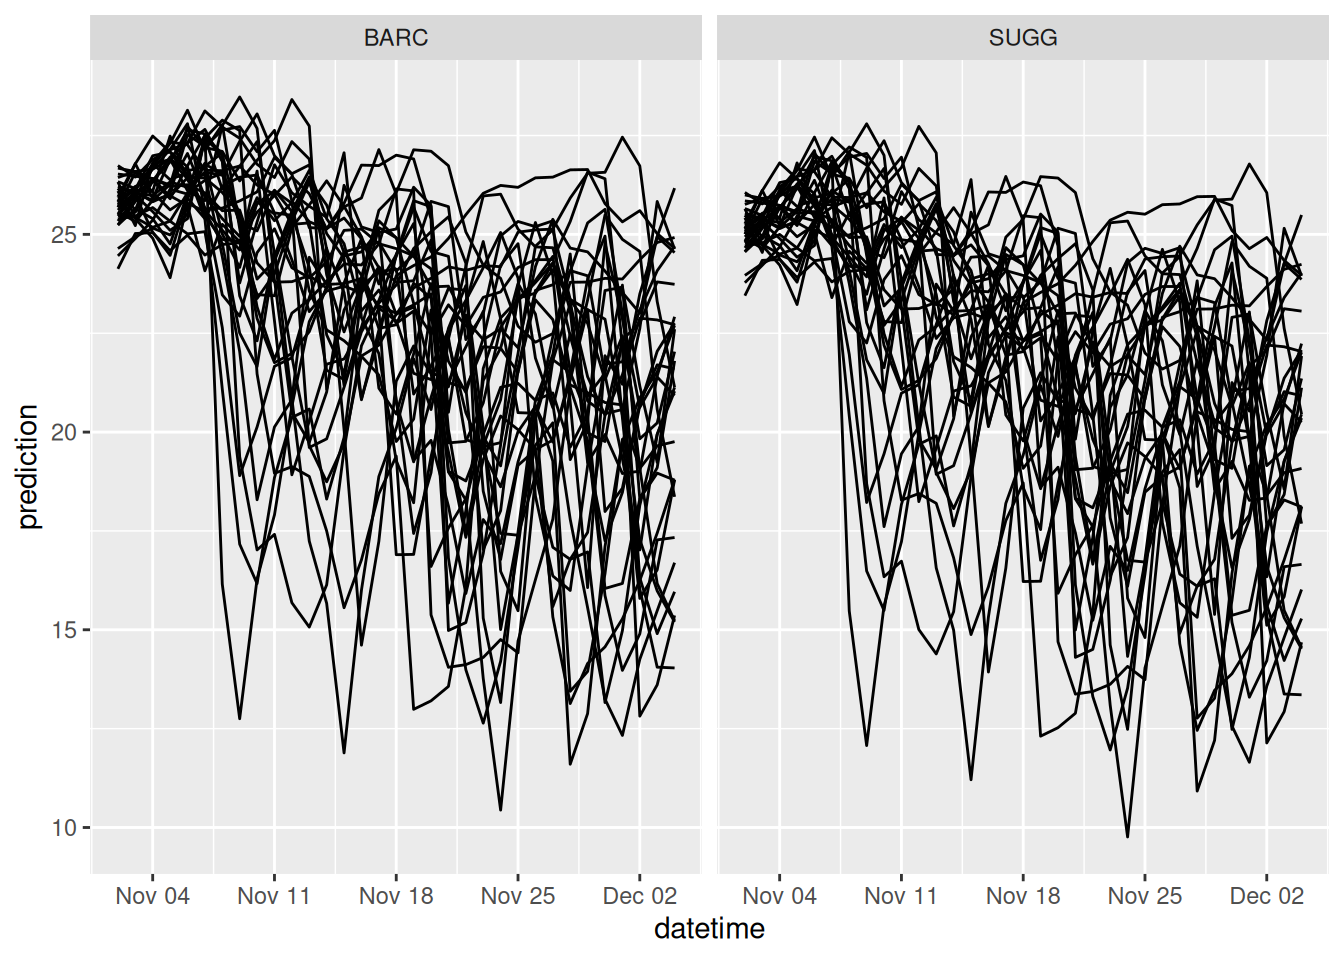 BARC
SUGG
prediction
25
20
15
10
Nov 04
Nov 11
Nov 18
Nov 25
Dec 02
Nov 04
Nov 11
Nov 18
Nov 25
Dec 02
datetime